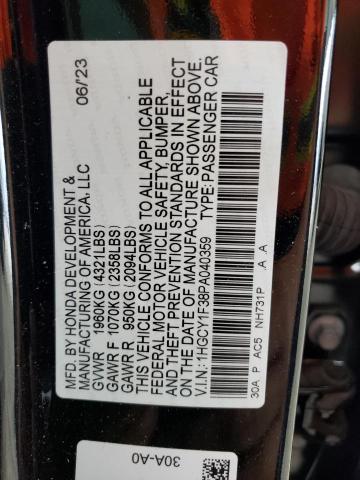 MFD. BY HONDA DEVELOPMENT & 06/23
MANUFACTURING OF AMERICA, LLC
GVWR 1960KG (4321LBS)
GAWR F 1070KG (2358LBS)
GAWR R 950KG (2094LBS)
THIS VEHICLE CONFORMS TO ALL APPLICABLE
FEDERAL MOTOR VEHICLE SAFETY, BUMPER,
AND THEFT PREVENTION STANDARDS IN EFFECT
ON THE DATE OF MANUFACTURE SHOWN ABOVE.
V.I.N.: 1HGCY1F38PA040359 TYPE: PASSENGER CAR
30A P AC5 NH731P .A .A
30A-A0